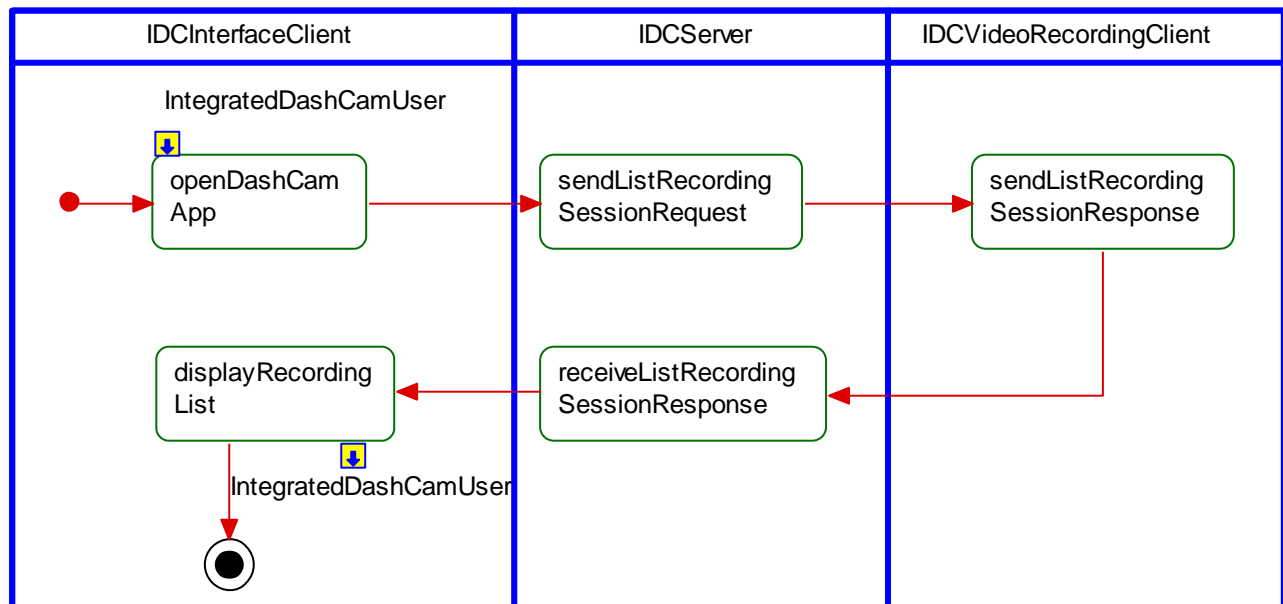 IDCInterfaceClient
IDCServer
IDCVideoRecordingClient
IntegratedDashCamUser
openDashCam
App
sendListRecording
SessionRequest
sendListRecording
SessionResponse
displayRecording
List
receiveListRecording
SessionResponse
IntegratedDashCamUser